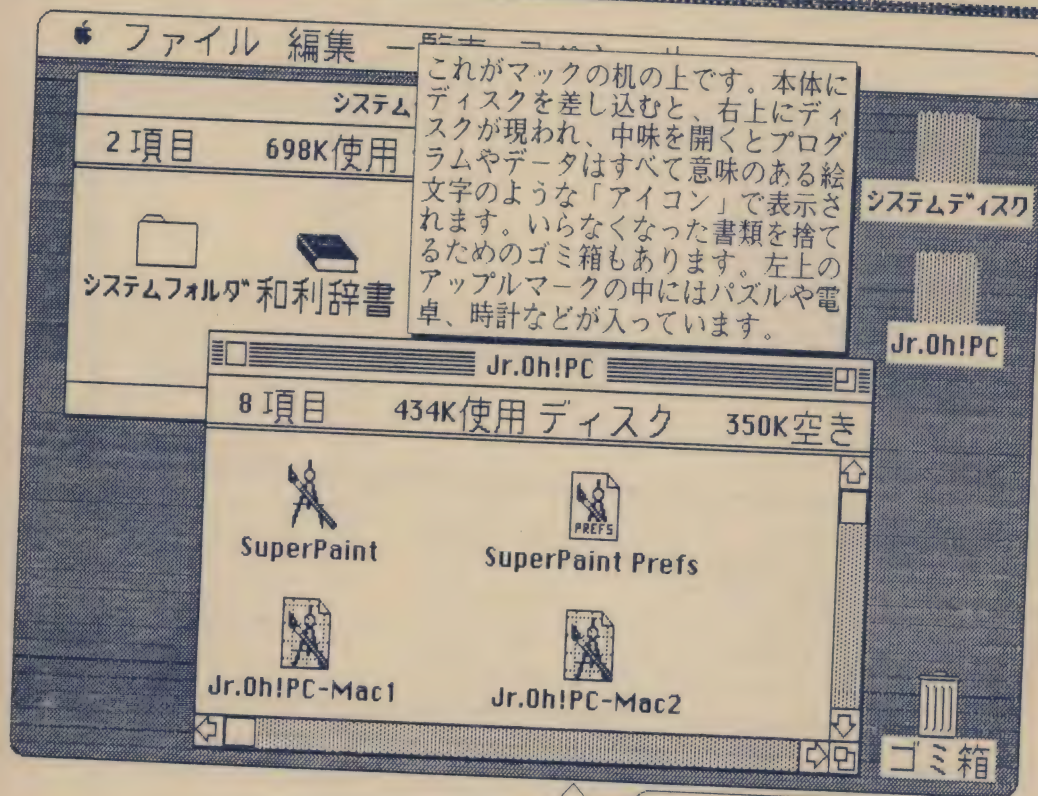 ファイル 編集
これがマックの机の上です。本体に
ディスクを差し込むと、右上にディ
スクが現われ、中味を開くとプログ
ラムやデータはすべて意味のある絵
文字のような「アイコン」で表示さ
れます。いらなくなった書類を捨て
るためのゴミ箱もあります。左上の
アップルマークの中にはパズルや電
卓、時計などが入っています。
システム
2項目 698K使用
システムフォルダ 和利辞書
システムディスク
Jr.Oh!PC
Jr.Oh!PC
8項目 434K使用 ディスク 350K空き
SuperPaint
PREFS
SuperPaint Prefs
Jr.Oh!PC-Mac1
Jr.Oh!PC-Mac2
ゴミ箱